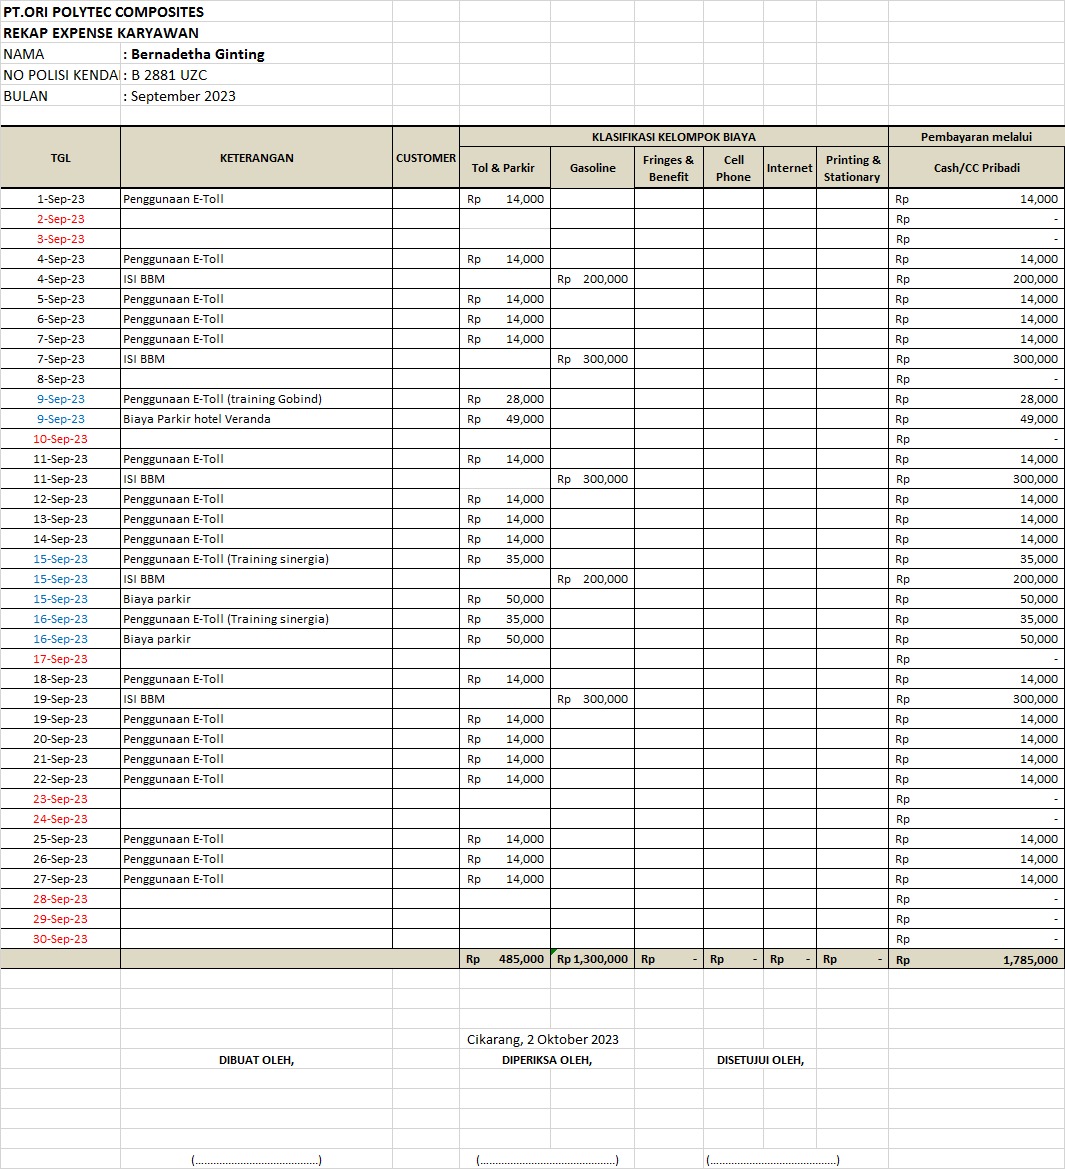 PT.ORI POLYTEC COMPOSITES
REKAP EXPENSE KARYAWAN
NAMA : Bernadetha Ginting
NO POLISI KENDA : B 2881 UZC
BULAN : September 2023
KLASIFIKASI KELOMPOK BIAYA Pembayaran melalui
TGL KETERANGAN CUSTOMER Tol & Parkir Gasoline Fringes & Benefit Cell Phone Internet Printing & Stationary Cash/CC Pribadi
1-Sep-23 Penggunaan E-Toll Rp 14,000 Rp 14,000
2-Sep-23 Rp -
3-Sep-23 Rp -
4-Sep-23 Penggunaan E-Toll Rp 14,000 Rp 14,000
4-Sep-23 ISI BBM Rp 200,000 Rp 200,000
5-Sep-23 Penggunaan E-Toll Rp 14,000 Rp 14,000
6-Sep-23 Penggunaan E-Toll Rp 14,000 Rp 14,000
7-Sep-23 Penggunaan E-Toll Rp 14,000 Rp 14,000
7-Sep-23 ISI BBM Rp 300,000 Rp 300,000
8-Sep-23 Rp -
9-Sep-23 Penggunaan E-Toll (training Gobind) Rp 28,000 Rp 28,000
9-Sep-23 Biaya Parkir hotel Veranda Rp 49,000 Rp 49,000
10-Sep-23 Rp -
11-Sep-23 Penggunaan E-Toll Rp 14,000 Rp 14,000
11-Sep-23 ISI BBM Rp 300,000 Rp 300,000
12-Sep-23 Penggunaan E-Toll Rp 14,000 Rp 14,000
13-Sep-23 Penggunaan E-Toll Rp 14,000 Rp 14,000
14-Sep-23 Penggunaan E-Toll Rp 14,000 Rp 14,000
15-Sep-23 Penggunaan E-Toll (Training sinergia) Rp 35,000 Rp 35,000
15-Sep-23 ISI BBM Rp 200,000 Rp 200,000
15-Sep-23 Biaya parkir Rp 50,000 Rp 50,000
16-Sep-23 Penggunaan E-Toll (Training sinergia) Rp 35,000 Rp 35,000
16-Sep-23 Biaya parkir Rp 50,000 Rp 50,000
17-Sep-23 Rp -
18-Sep-23 Penggunaan E-Toll Rp 14,000 Rp 14,000
19-Sep-23 ISI BBM Rp 300,000 Rp 300,000
19-Sep-23 Penggunaan E-Toll Rp 14,000 Rp 14,000
20-Sep-23 Penggunaan E-Toll Rp 14,000 Rp 14,000
21-Sep-23 Penggunaan E-Toll Rp 14,000 Rp 14,000
22-Sep-23 Penggunaan E-Toll Rp 14,000 Rp 14,000
23-Sep-23 Rp -
24-Sep-23 Rp -
25-Sep-23 Penggunaan E-Toll Rp 14,000 Rp 14,000
26-Sep-23 Penggunaan E-Toll Rp 14,000 Rp 14,000
27-Sep-23 Penggunaan E-Toll Rp 14,000 Rp 14,000
28-Sep-23 Rp -
29-Sep-23 Rp -
30-Sep-23 Rp -
Rp 485,000 Rp 1,300,000 Rp - Rp - Rp - Rp - Rp 1,785,000
Cikarang, 2 Oktober 2023
DIBUAT OLEH, DIPERIKSA OLEH, DISETUJUI OLEH,
(..........................................) (..............................................) (...........................................)